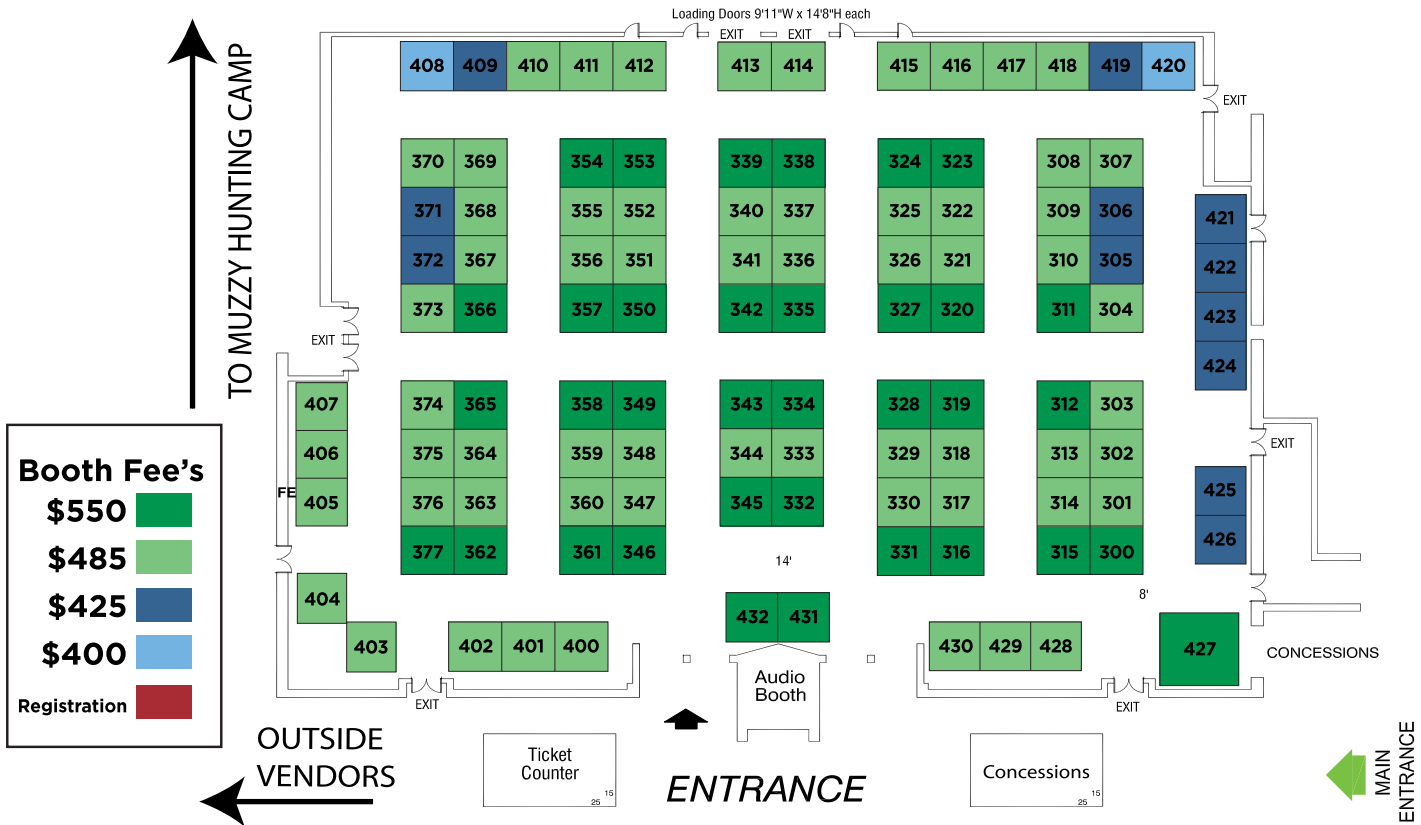 Loading Doors 9'11"W x 14'8"H each
EXIT EXIT
408 409 410 411 412 413 414 415 416 417 418 419 420
EXIT
TO MUZZY HUNTING CAMP
370 369 354 353 339 338 324 323 308 307
371 368 355 352 340 337 325 322 309 306
421
372 367 356 351 341 336 326 321 310 305
422
373 366 357 350 342 335 327 320 311 304
423
EXIT
424
407 374 365 358 349 343 334 328 319 312 303
406 375 364 359 348 344 333 329 318 313 302
EXIT
FE
405 376 363 360 347 345 332 330 317 314 301
425
377 362 361 346 331 316 315 300
426
14'
8'
404
432 431
403 402 401 400 430 429 428 427
CONCESSIONS
Audio
Booth
EXIT
EXIT
Booth Fee's
$550
$485
$425
$400
Registration
OUTSIDE
VENDORS
Ticket
Counter
15
25
ENTRANCE
Concessions
15
25
MAIN
ENTRANCE